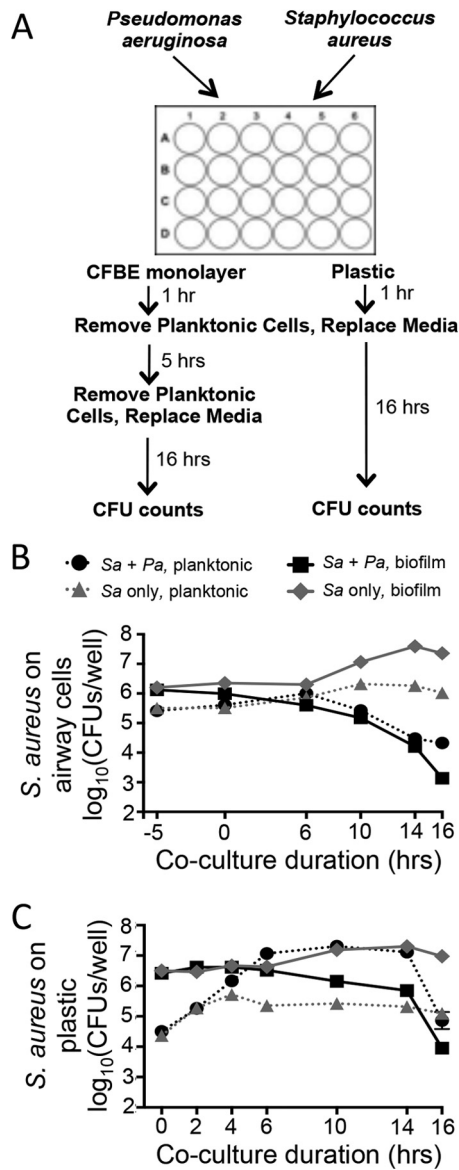 A
Pseudomonas aeruginosa
Staphylococcus aureus
1 2 3 4 5 6
A
B
C
D
CFBE monolayer
Plastic
1 hr
1 hr
Remove Planktonic Cells, Replace Media
5 hrs
Remove Planktonic
Cells, Replace Media
16 hrs
16 hrs
CFU counts
CFU counts
B
Sa + Pa, planktonic
Sa + Pa, biofilm
Sa only, planktonic
Sa only, biofilm
S. aureus on
airway cells
log10(CFUs/well)
8
7
6
5
4
3
2
-5 0 6 10 14 16
Co-culture duration (hrs)
C
S. aureus on
plastic
log10(CFUs/well)
8
7
6
5
4
3
2
0 2 4 6 10 14 16
Co-culture duration (hrs)